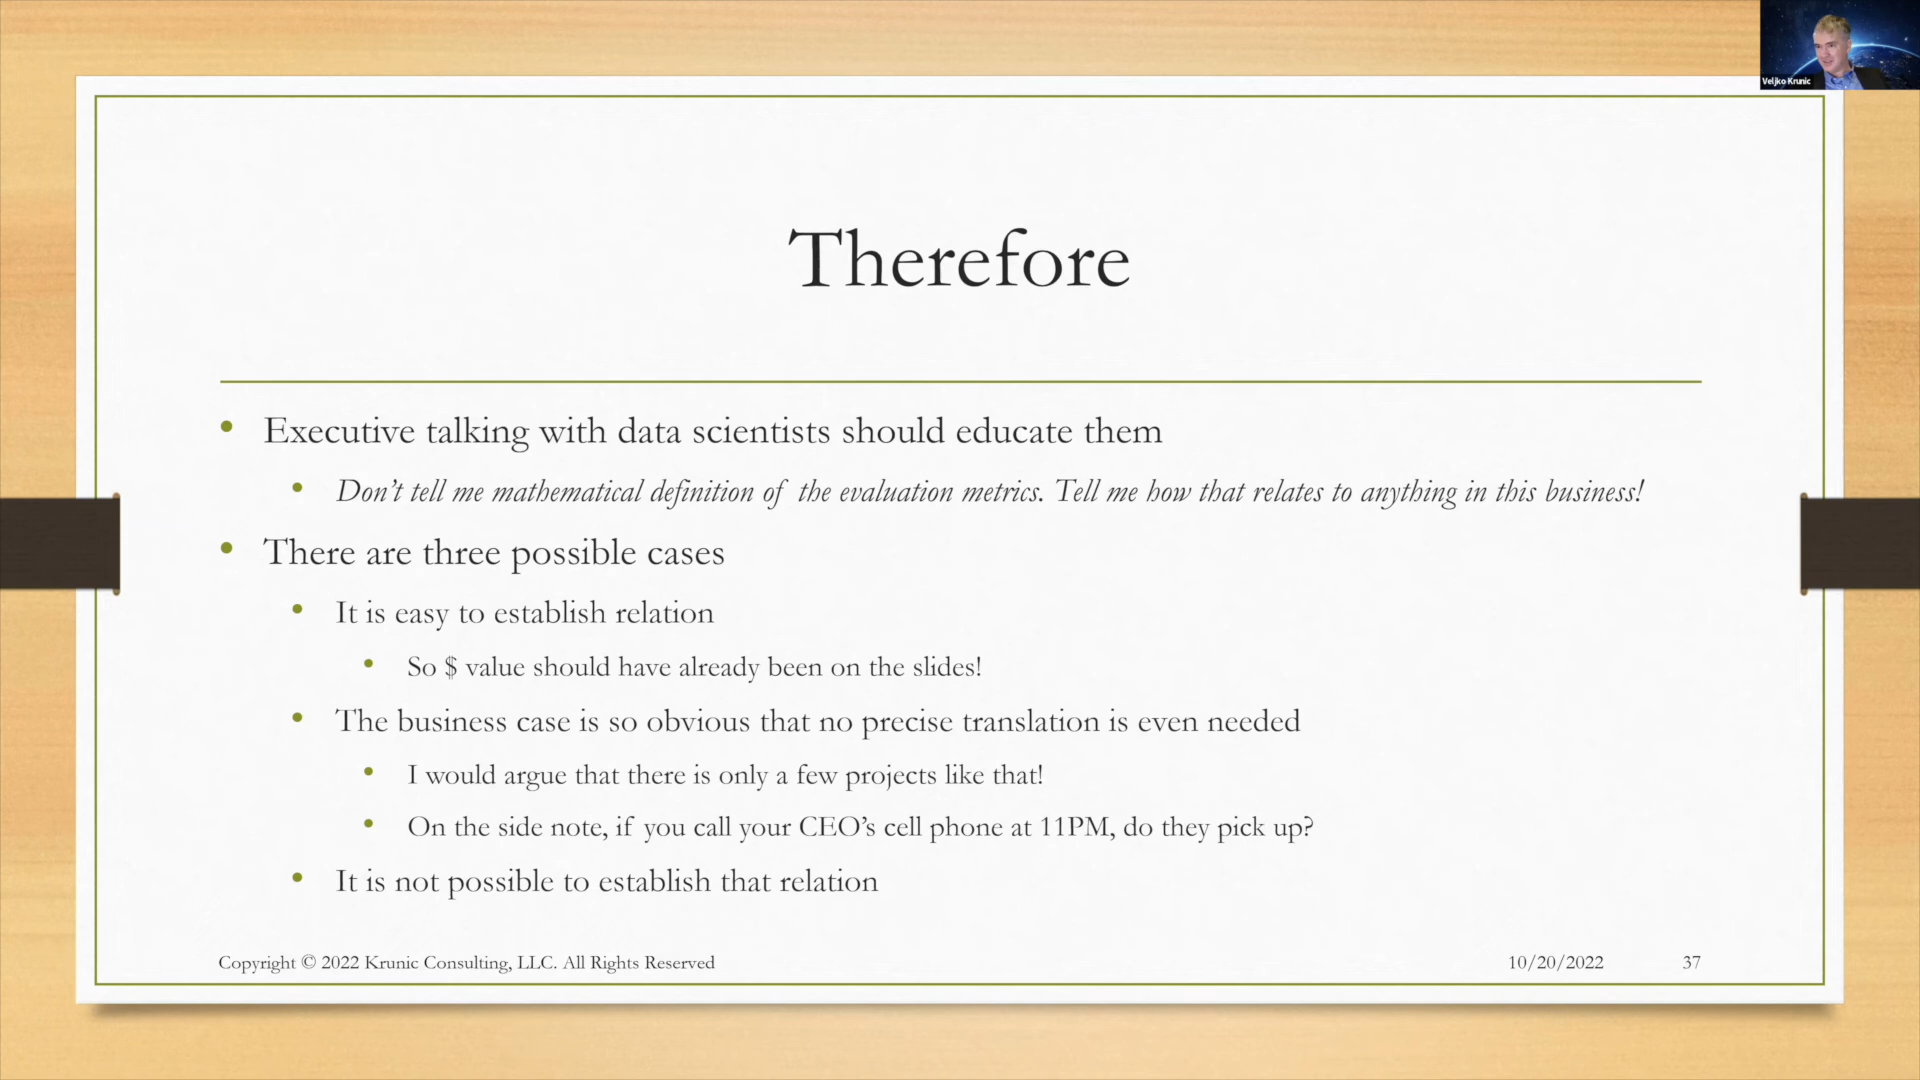 Veljko Krunic
Therefore
• Executive talking with data scientists should educate them
• Don't tell me mathematical definition of the evaluation metrics. Tell me how that relates to anything in this business!
• There are three possible cases
• It is easy to establish relation
• So $ value should have already been on the slides!
• The business case is so obvious that no precise translation is even needed
• I would argue that there is only a few projects like that!
• On the side note, if you call your CEO's cell phone at 11PM, do they pick up?
• It is not possible to establish that relation
Copyright © 2022 Krunic Consulting, LLC. All Rights Reserved 10/20/2022 37